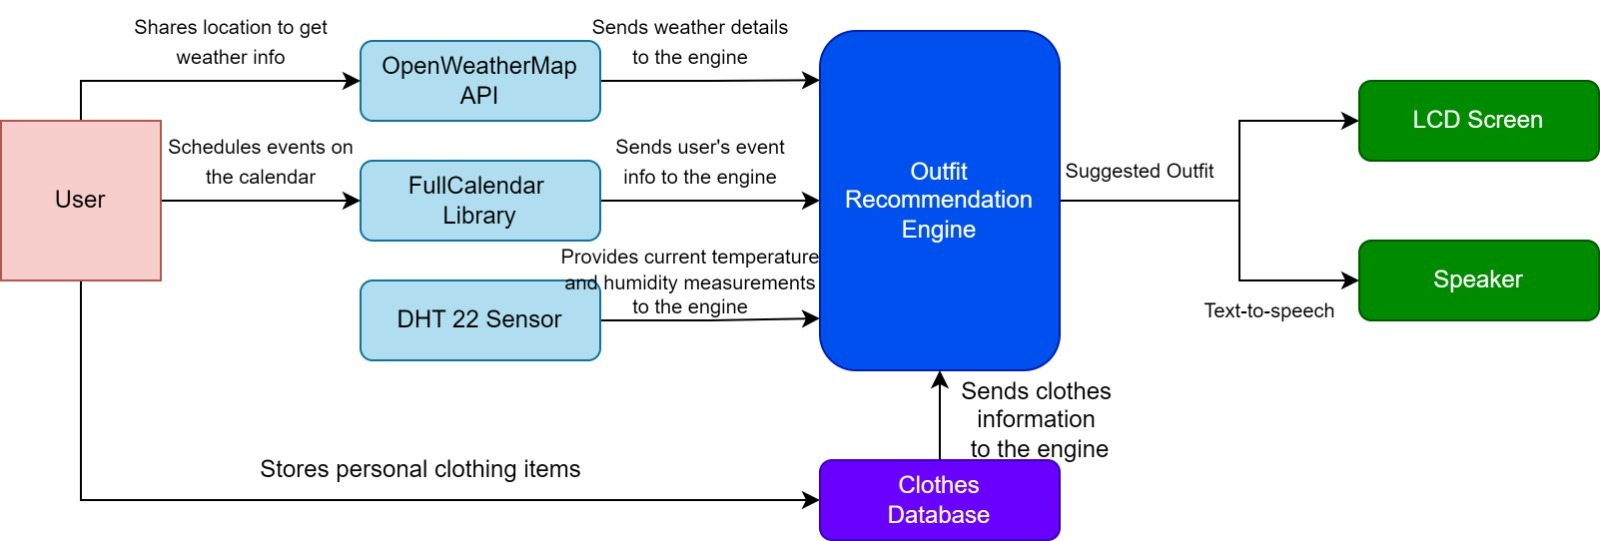 Shares location to get
weather info
OpenWeatherMap
API
Sends weather details
to the engine
User
Schedules events on
the calendar
FullCalendar
Library
Sends user's event
info to the engine
DHT 22 Sensor
Provides current temperature
and humidity measurements
to the engine
Outfit
Recommendation
Engine
Suggested Outfit
LCD Screen
Speaker
Text-to-speech
Sends clothes
information
to the engine
Stores personal clothing items
Clothes
Database